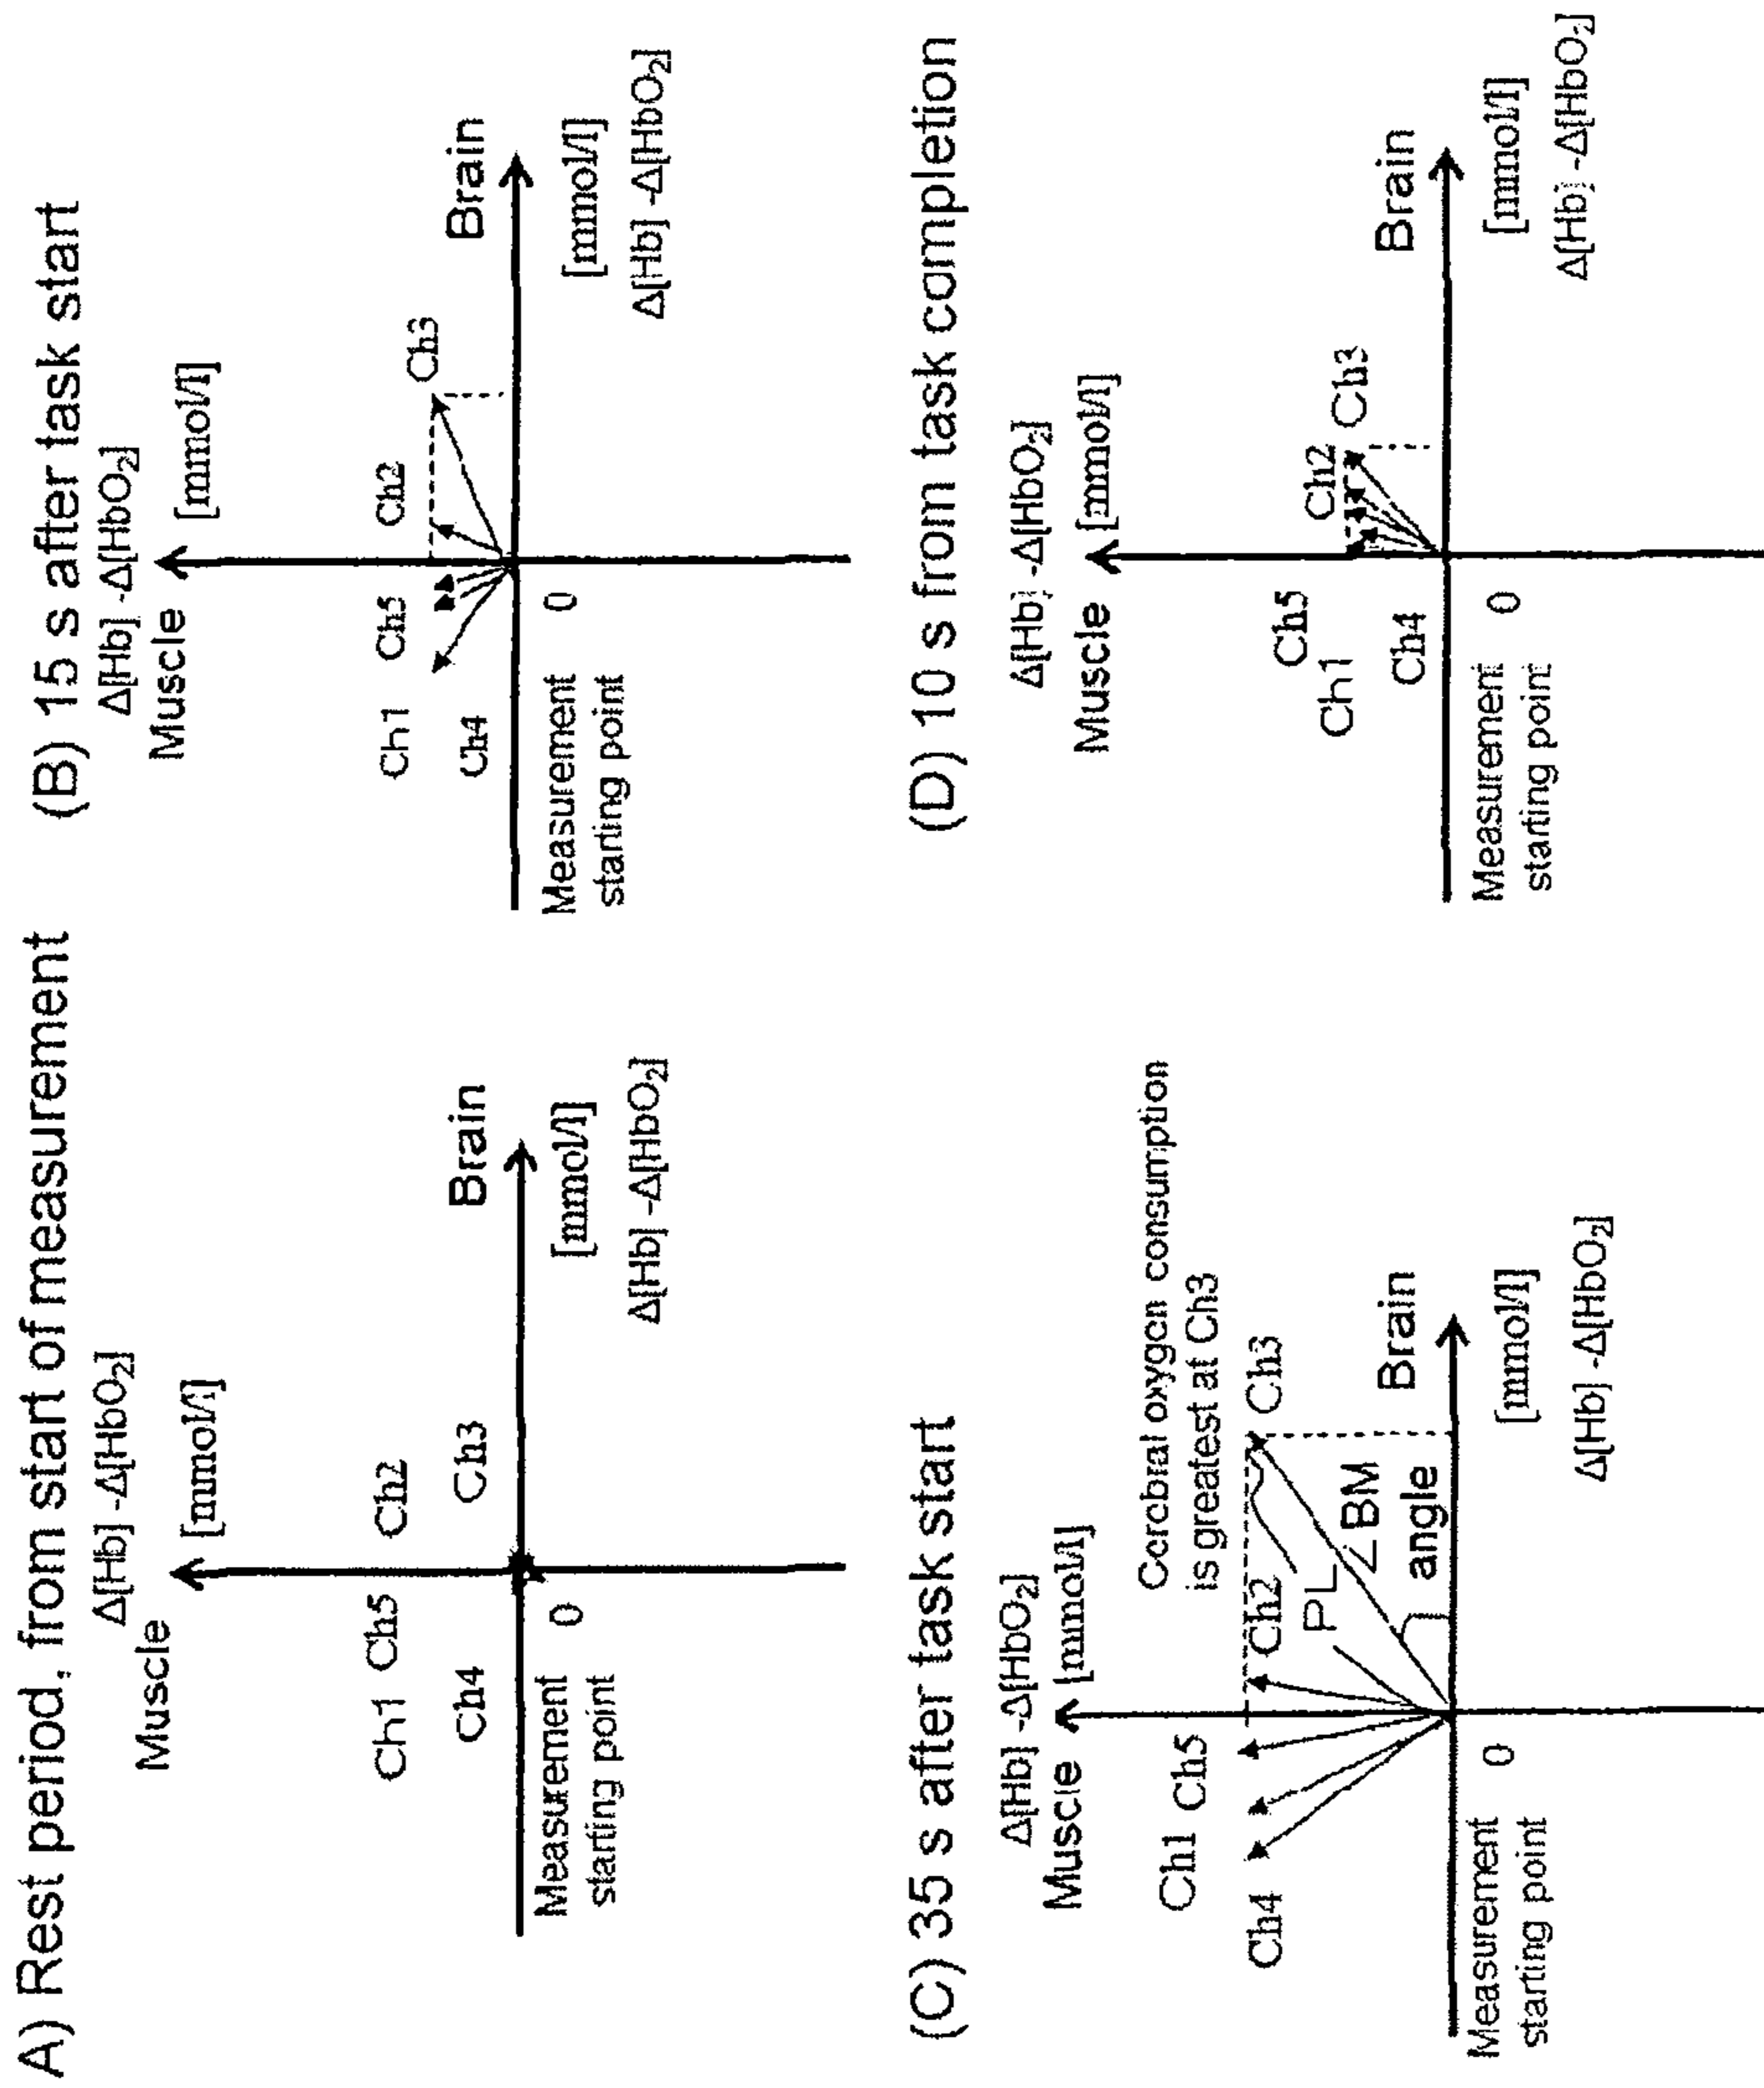 A) Rest period, from start of measurement
Δ[Hb] -Δ[HbO₂]
Muscle
[mmol/l]
Ch1 Ch5
Ch2
Ch4
Ch3
Brain
[mmol/l]
Δ[Hb] -Δ[HbO₂]
0
Measurement
starting point
(B) 15 s after task start
Δ[Hb] -Δ[HbO₂]
Muscle
[mmol/l]
Ch1
Ch5
Ch2
Ch3
Ch4
Brain
[mmol/l]
Δ[Hb] -Δ[HbO₂]
0
Measurement
starting point
(C) 35 s after task start
Δ[Hb] -Δ[HbO₂]
Muscle
[mmol/l]
Cerebral oxygen consumption
is greatest at Ch3
Ch1 Ch5
Ch4
Ch2
Ch3
PL
∠BM
angle
Brain
[mmol/l]
Δ[Hb] -Δ[HbO₂]
0
Measurement
starting point
(D) 10 s from task completion
Δ[Hb] -Δ[HbO₂]
Muscle
[mmol/l]
Ch5
Ch1
Ch2
Ch3
Ch4
Brain
[mmol/l]
Δ[Hb] -Δ[HbO₂]
0
Measurement
starting point